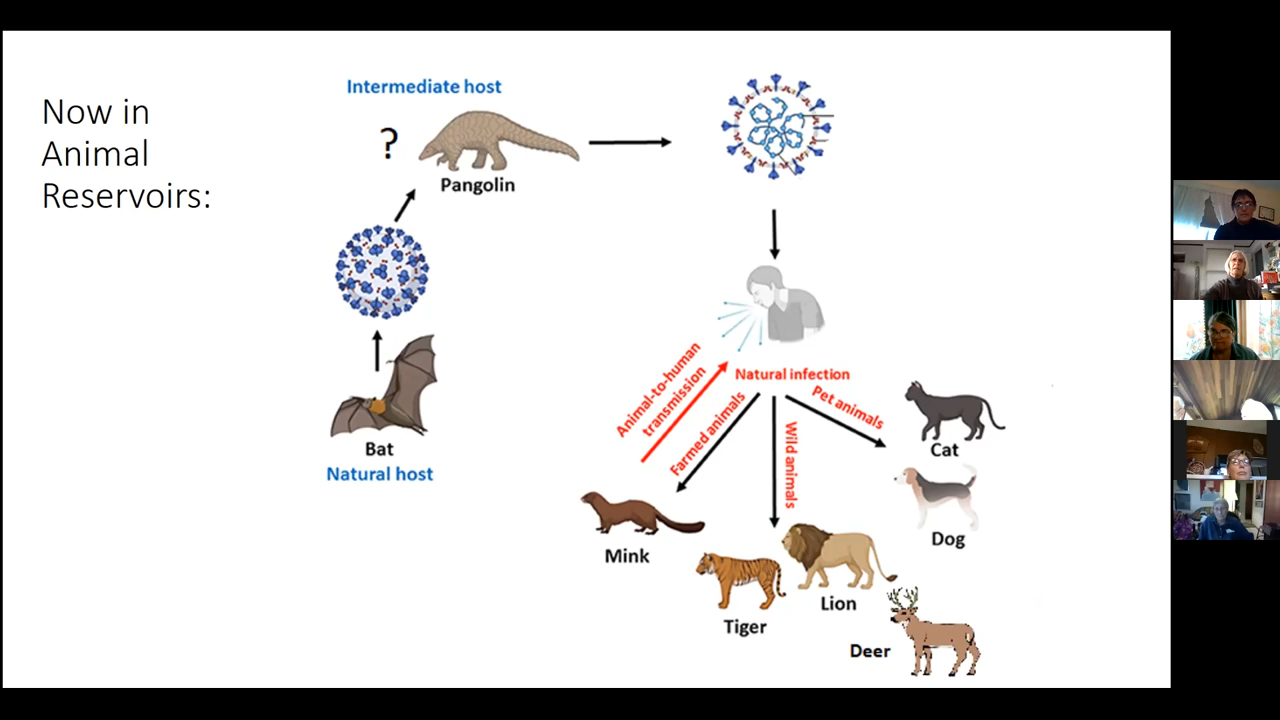 Now in
Animal
Reservoirs:
Intermediate host
?
Pangolin
Bat
Natural host
Natural infection
Animal-to-human
transmission
Farmed animals
Wild animals
Pet animals
Cat
Dog
Mink
Tiger
Lion
Deer